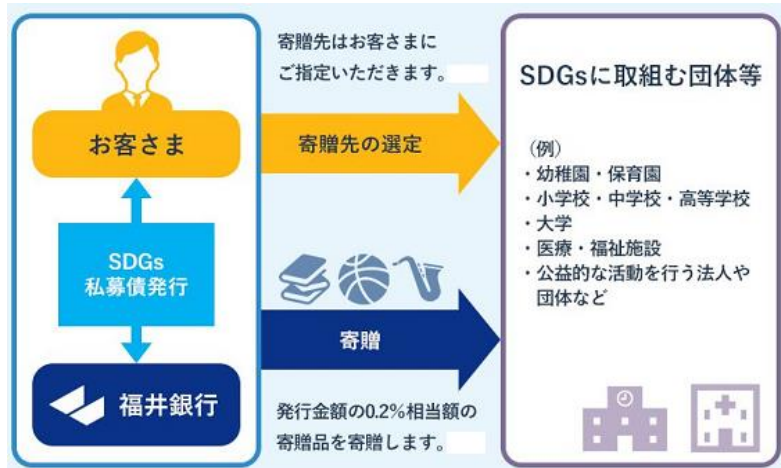 お客さま
SDGs
私募債発行
福井銀行
寄贈先はお客さまに
ご指定いただきます。
寄贈先の選定
寄贈
発行金額の0.2%相当額の
寄贈品を寄贈します。
SDGsに取組む団体等
（例）
・幼稚園・保育園
・小学校・中学校・高等学校
・大学
・医療・福祉施設
・公益的な活動を行う法人や
団体など